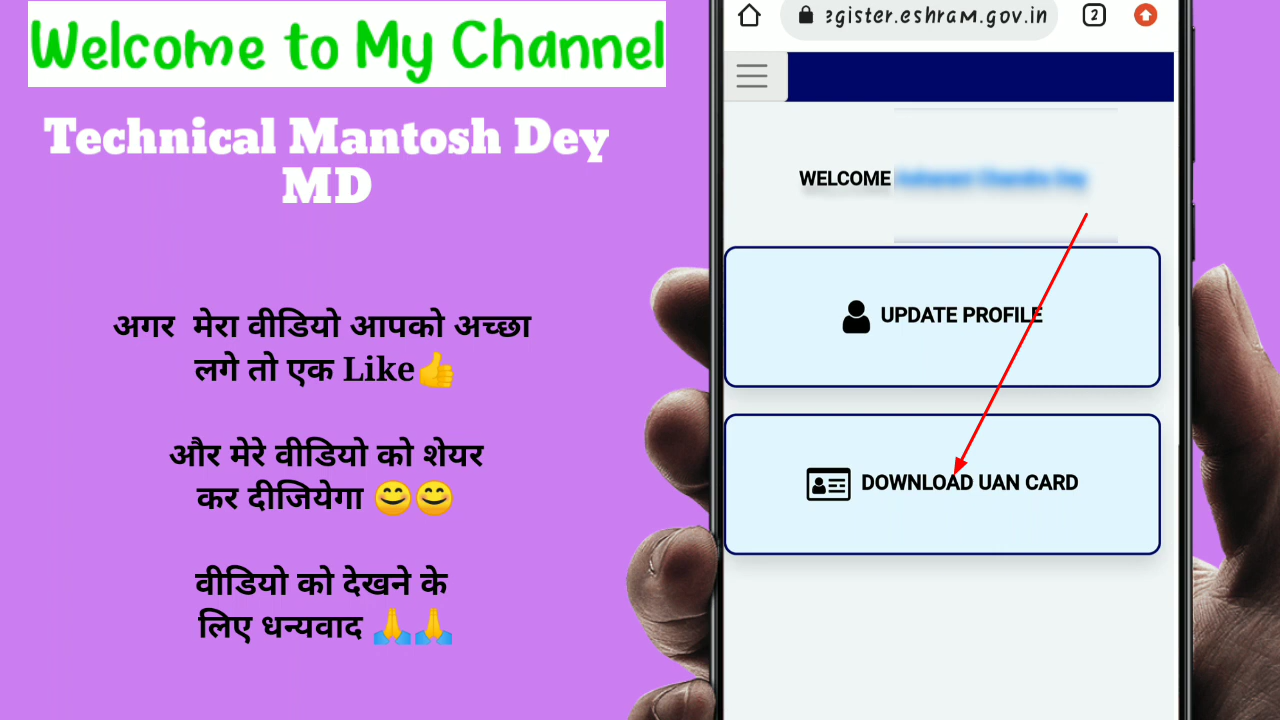 Welcome to My Channel
Technical Mantosh Dey
MD
अगर मेरा वीडियो आपको अच्छा
लगे तो एक Like👍
और मेरे वीडियो को शेयर
कर दीजियेगा 😊😊
वीडियो को देखने के
लिए धन्यवाद 🙏🙏
egister.eshram.gov.in
2
WELCOME
UPDATE PROFILE
DOWNLOAD UAN CARD